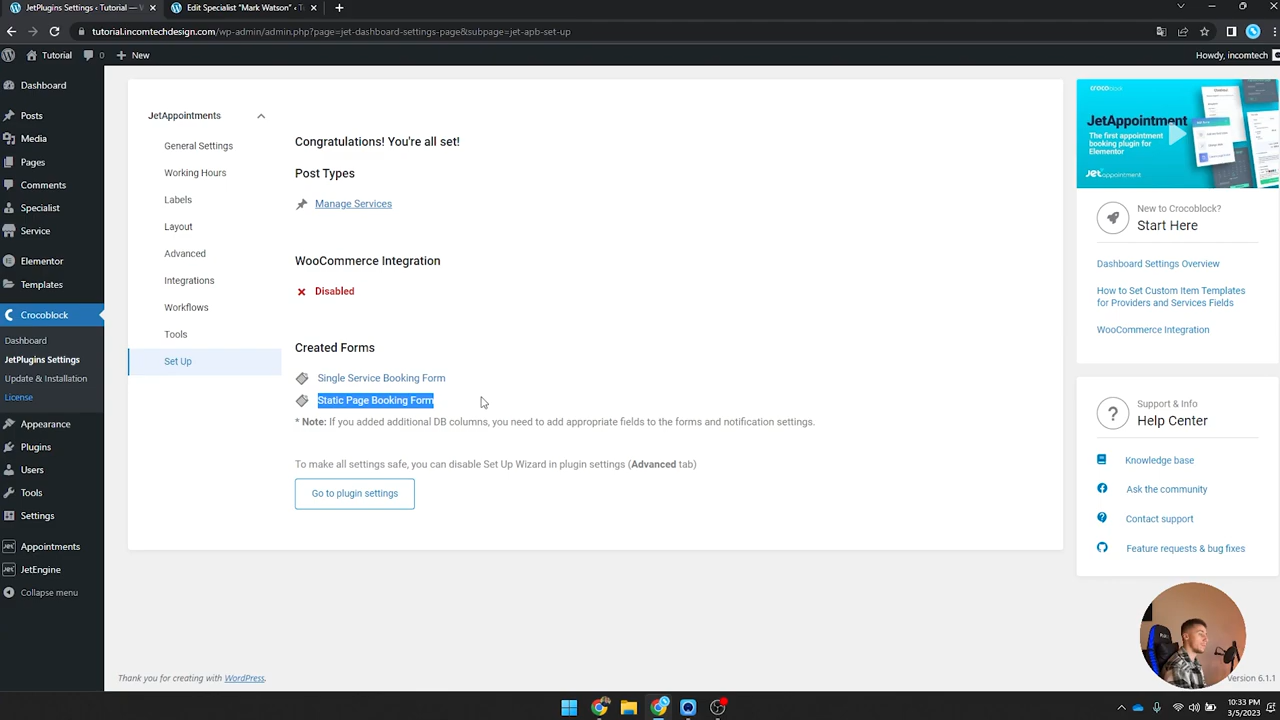 JetPlugins Settings ‹ Tutorial — V
Edit Specialist "Mark Watson" ‹ T
tutorial.incomtechdesign.com/wp-admin/admin.php?page=jet-dashboard-settings-page&subpage=jet-apb-set-up
Tutorial
0
New
Howdy, incomtech
Dashboard
Posts
Media
Pages
Comments
Specialist
Service
Elementor
Templates
Crocoblock
Dashboard
JetPlugins Settings
Update & Installation
License
Appearance
Plugins
Users
Tools
Settings
Appointments
JetEngine
Collapse menu
JetAppointments
General Settings
Working Hours
Labels
Layout
Advanced
Integrations
Workflows
Tools
Set Up
Congratulations! You're all set!
Post Types
Manage Services
WooCommerce Integration
Disabled
Created Forms
Single Service Booking Form
Static Page Booking Form
* Note: If you added additional DB columns, you need to add appropriate fields to the forms and notification settings.
To make all settings safe, you can disable Set Up Wizard in plugin settings (Advanced tab)
Go to plugin settings
crocoblock
JetAppointment
The first appointment
booking plugin for
Elementor
Jet appointment
New to Crocoblock?
Start Here
Dashboard Settings Overview
How to Set Custom Item Templates
for Providers and Services Fields
WooCommerce Integration
Support & Info
Help Center
Knowledge base
Ask the community
Contact support
Feature requests & bug fixes
Thank you for creating with WordPress.
Version 6.1.1
10:33 PM
3/5/2023